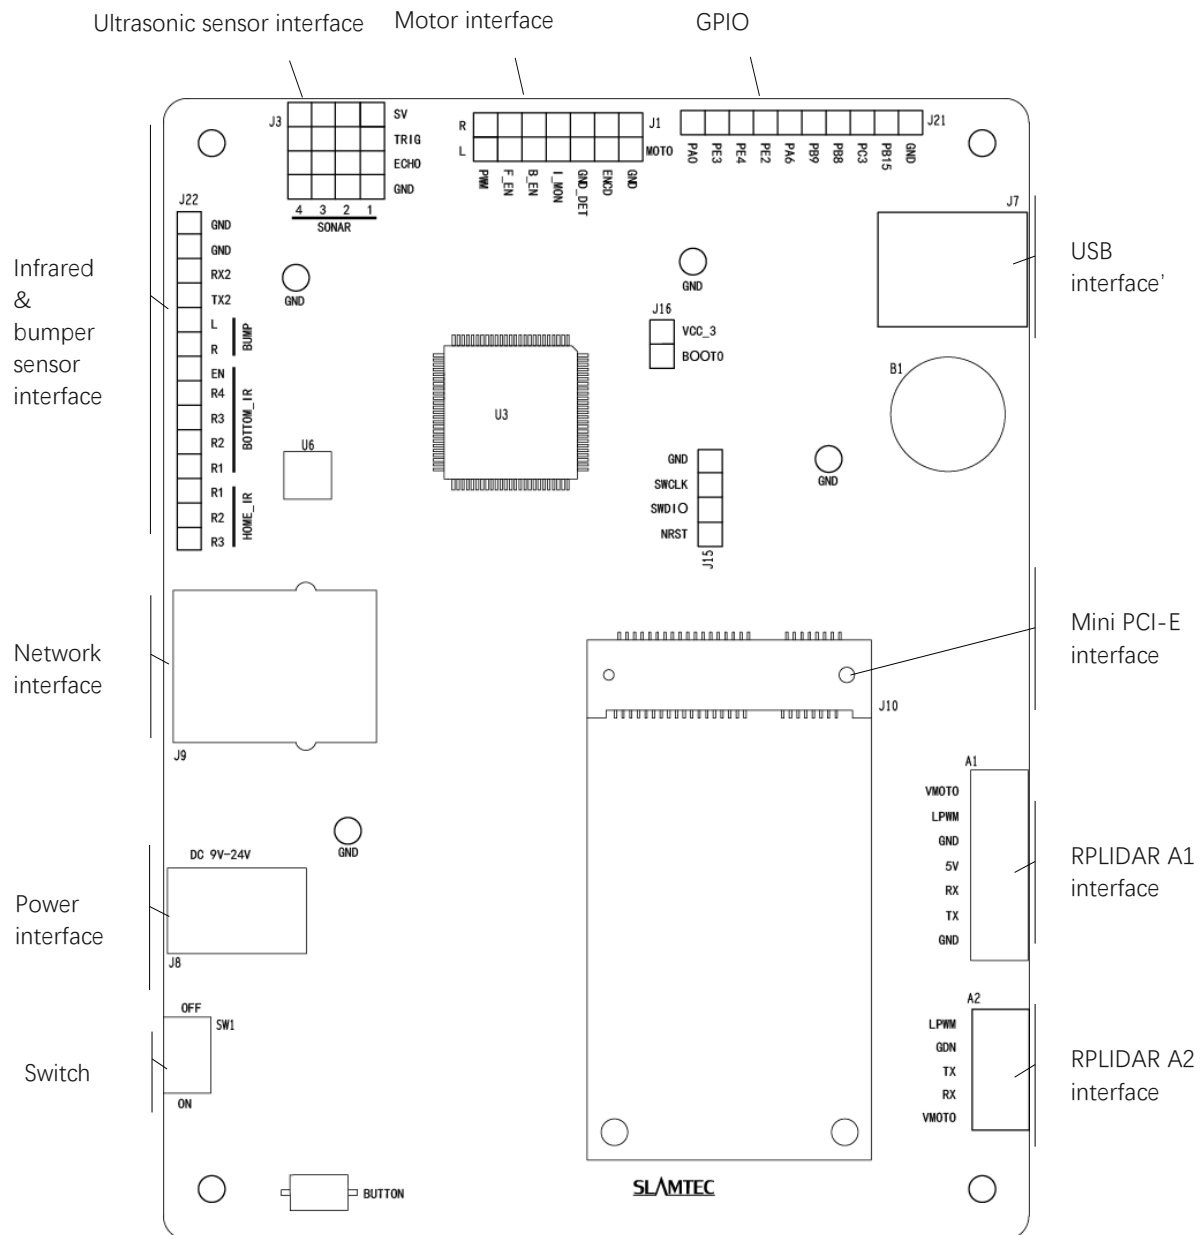 Ultrasonic sensor interface
Motor interface
GPIO
J3
SV
TRIG
ECHO
GND
4 3 2 1
SONAR
R
L
J1
MOTO
PWM
F_EN
B_EN
I_MON
GND_DET
ENCD
GND
J21
PA0
PE3
PE4
PE2
PA6
PB9
PB8
PC3
PB15
GND
J22
GND
GND
RX2
TX2
L
R
BUMP
EN
R4
R3
R2
R1
BOTTOM_IR
R1
R2
R3
HOME_IR
Infrared
&
bumper
sensor
interface
GND
GND
J7
USB
interface'
J16
VCC_3
BOOT0
B1
U3
U6
GND
SWCLK
SWDIO
NRST
J15
GND
Network
interface
J9
Mini PCI-E
interface
J10
GND
A1
VMOTO
LPWM
GND
5V
RX
TX
GND
RPLIDAR A1
interface
DC 9V-24V
Power
interface
J8
OFF
SW1
ON
Switch
A2
LPWM
GDN
TX
RX
VMOTO
RPLIDAR A2
interface
BUTTON
SLAMTEC